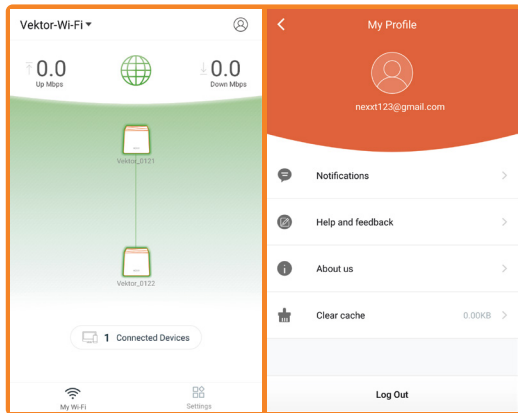 Vektor-Wi-Fi
0.0
Up Mbps
0.0
Down Mbps
Vektor_0121
Vektor_0122
1 Connected Devices
My Wi-Fi
Settings
My Profile
nexxt123@gmail.com
Notifications
Help and feedback
About us
Clear cache
0.00KB
Log Out